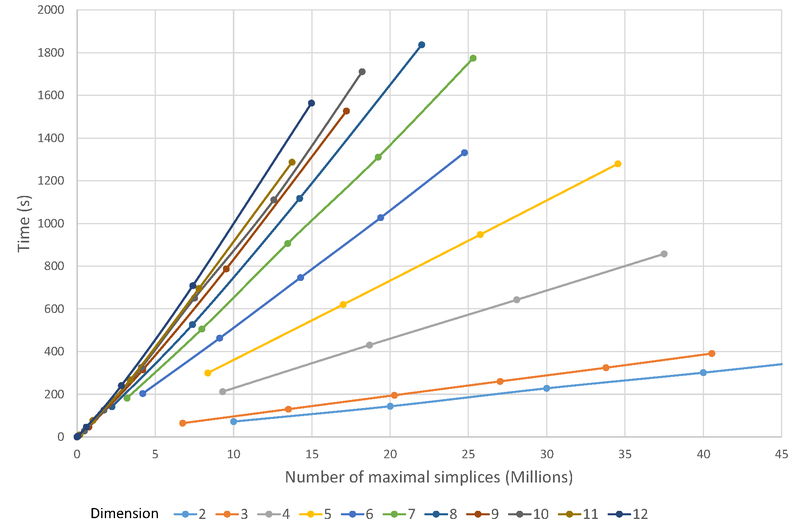 2000
1800
1600
1400
1200
1000
800
600
400
200
0
Time (s)
0 5 10 15 20 25 30 35 40 45
Number of maximal simplices (Millions)
Dimension 2 3 4 5 6 7 8 9 10 11 12